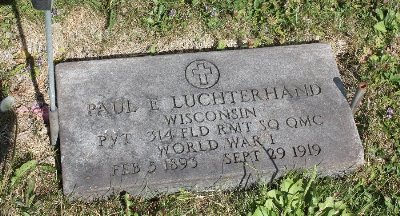 PAUL E LUCHTERHAND
WISCONSIN
PVT 314 FLD RMT SQ QMC
WORLD WAR I
FEB 5 1893 SEPT 29 1919